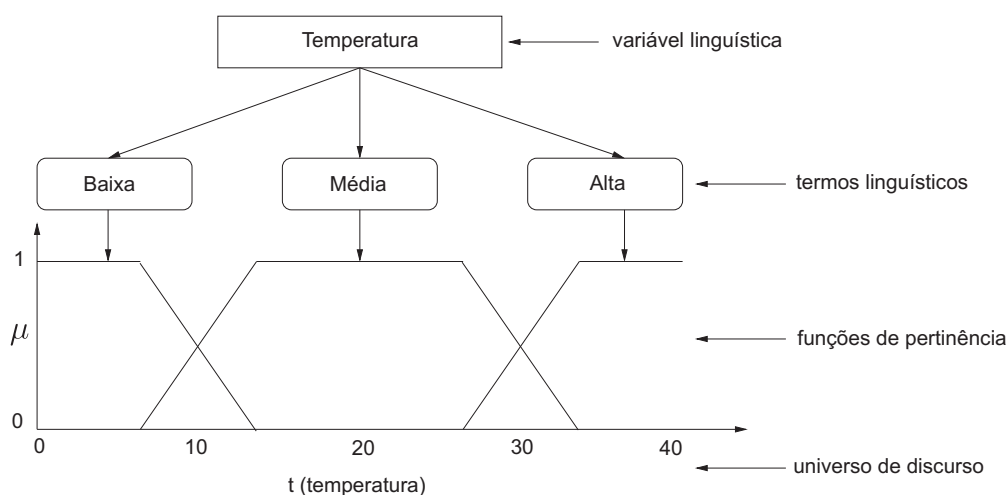 Temperatura
variável linguística
Baixa
Média
Alta
termos linguísticos
1
μ
funções de pertinência
0
0
10
20
30
40
universo de discurso
t (temperatura)